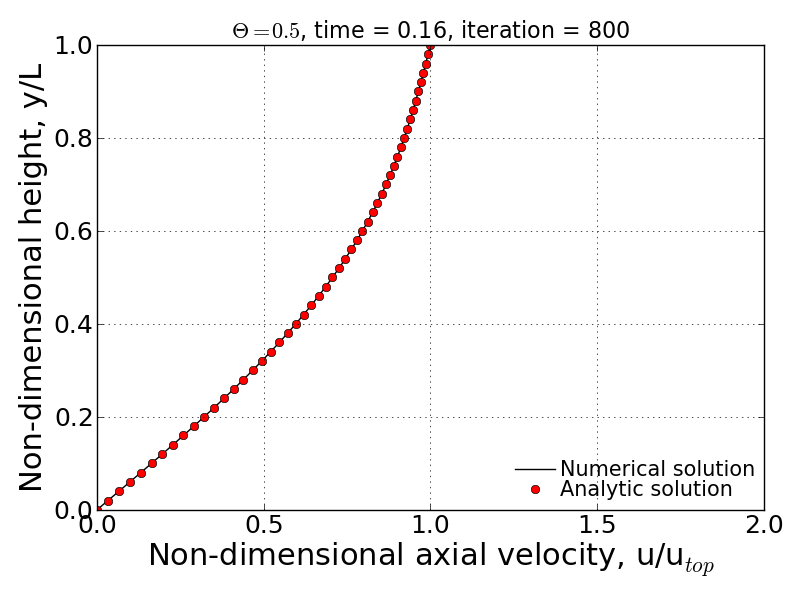 Θ = 0.5, time = 0.16, iteration = 800
Non-dimensional height, y/L
1.0
0.8
0.6
0.4
0.2
0.0
0.0 0.5 1.0 1.5 2.0
Numerical solution
Analytic solution
Non-dimensional axial velocity, u/u_top